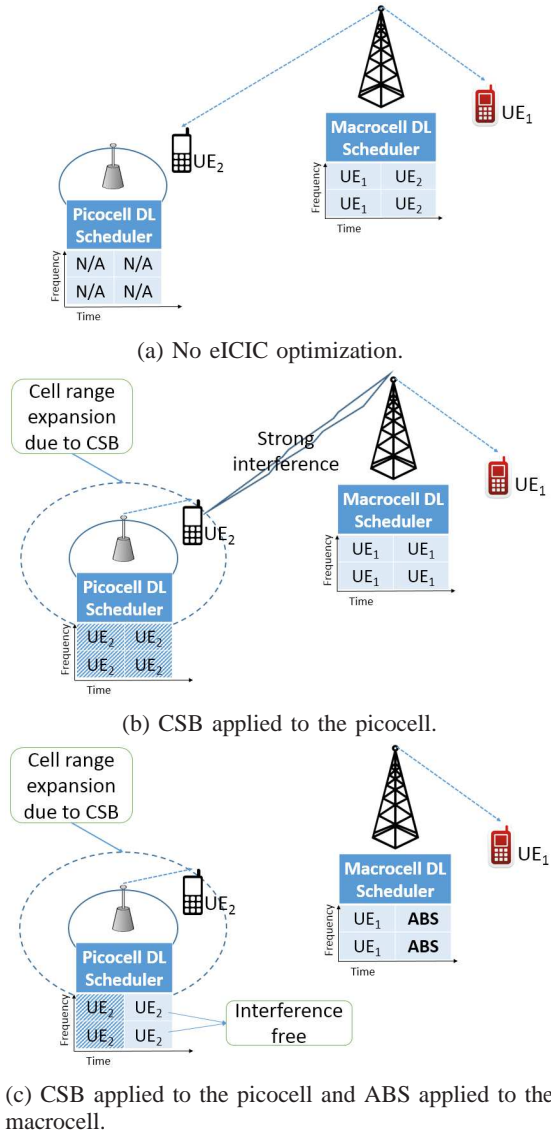 UE1
UE2
Macrocell DL
Scheduler
Frequency
UE1 UE2
UE1 UE2
Time
Picocell DL
Scheduler
Frequency
N/A N/A
N/A N/A
Time
(a) No eICIC optimization.
Cell range
expansion
due to CSB
Strong
interference
UE1
UE2
Macrocell DL
Scheduler
Frequency
UE1 UE1
UE1 UE1
Time
Picocell DL
Scheduler
Frequency
UE2 UE2
UE2 UE2
Time
(b) CSB applied to the picocell.
Cell range
expansion
due to CSB
UE1
UE2
Macrocell DL
Scheduler
Frequency
UE1 ABS
UE1 ABS
Time
Picocell DL
Scheduler
Frequency
UE2 UE2
UE2 UE2
Time
Interference
free
(c) CSB applied to the picocell and ABS applied to the
macrocell.